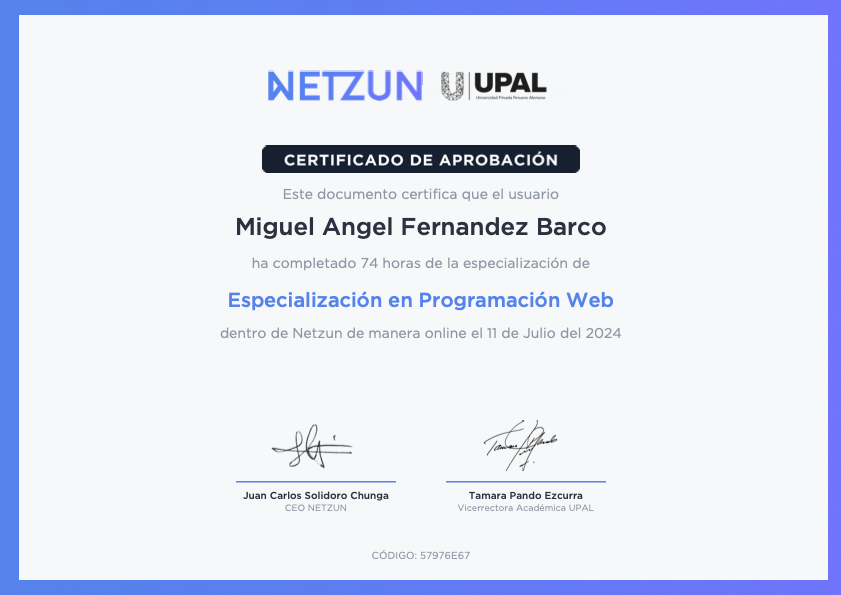 NETZUN UPAL
Universidad Privada Peruano Alemana
CERTIFICADO DE APROBACIÓN
Este documento certifica que el usuario
Miguel Angel Fernandez Barco
ha completado 74 horas de la especialización de
Especialización en Programación Web
dentro de Netzun de manera online el 11 de Julio del 2024
Juan Carlos Solidoro Chunga Tamara Pando Ezcurra
CEO NETZUN Vicerrectora Académica UPAL
CÓDIGO: 57976E67